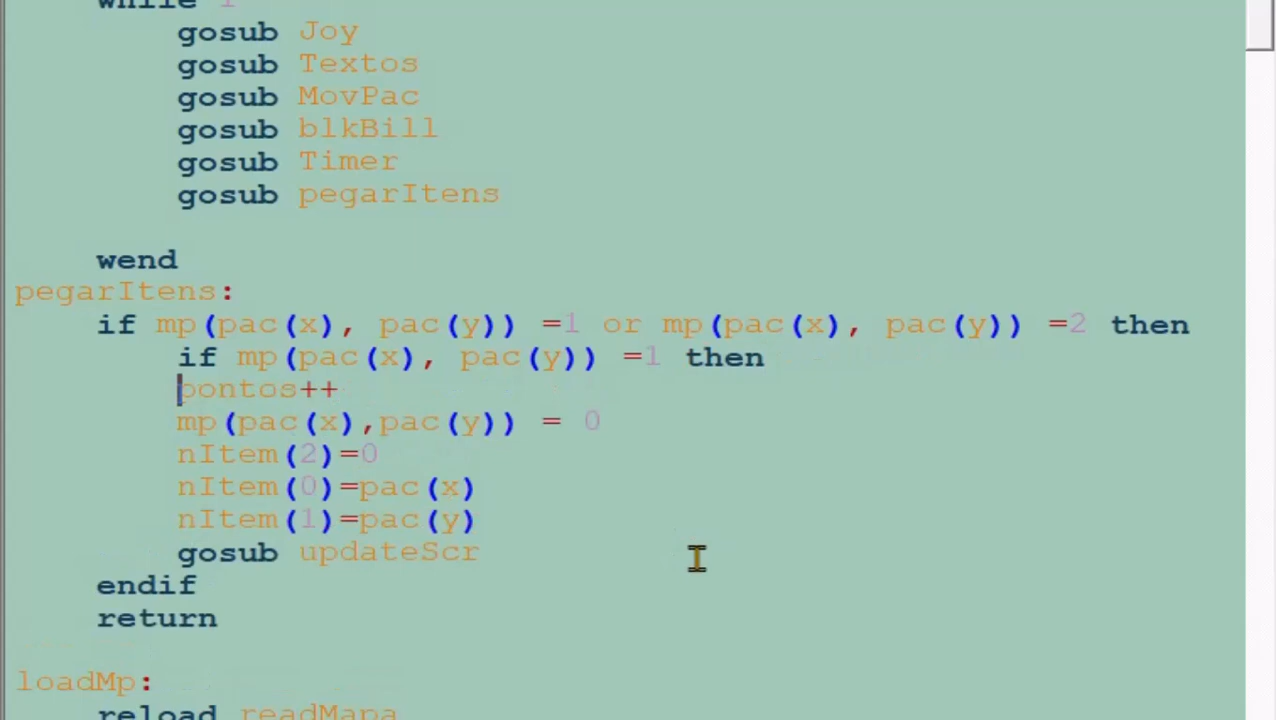 while 1
gosub Joy
gosub Textos
gosub MovPac
gosub blkBill
gosub Timer
gosub pegarItens
wend
pegarItens:
if mp(pac(x), pac(y)) =1 or mp(pac(x), pac(y)) =2 then
if mp(pac(x), pac(y)) =1 then
pontos++
mp(pac(x),pac(y)) = 0
nItem(2)=0
nItem(0)=pac(x)
nItem(1)=pac(y)
gosub updateScr
endif
return
loadMp:
reload readMapa